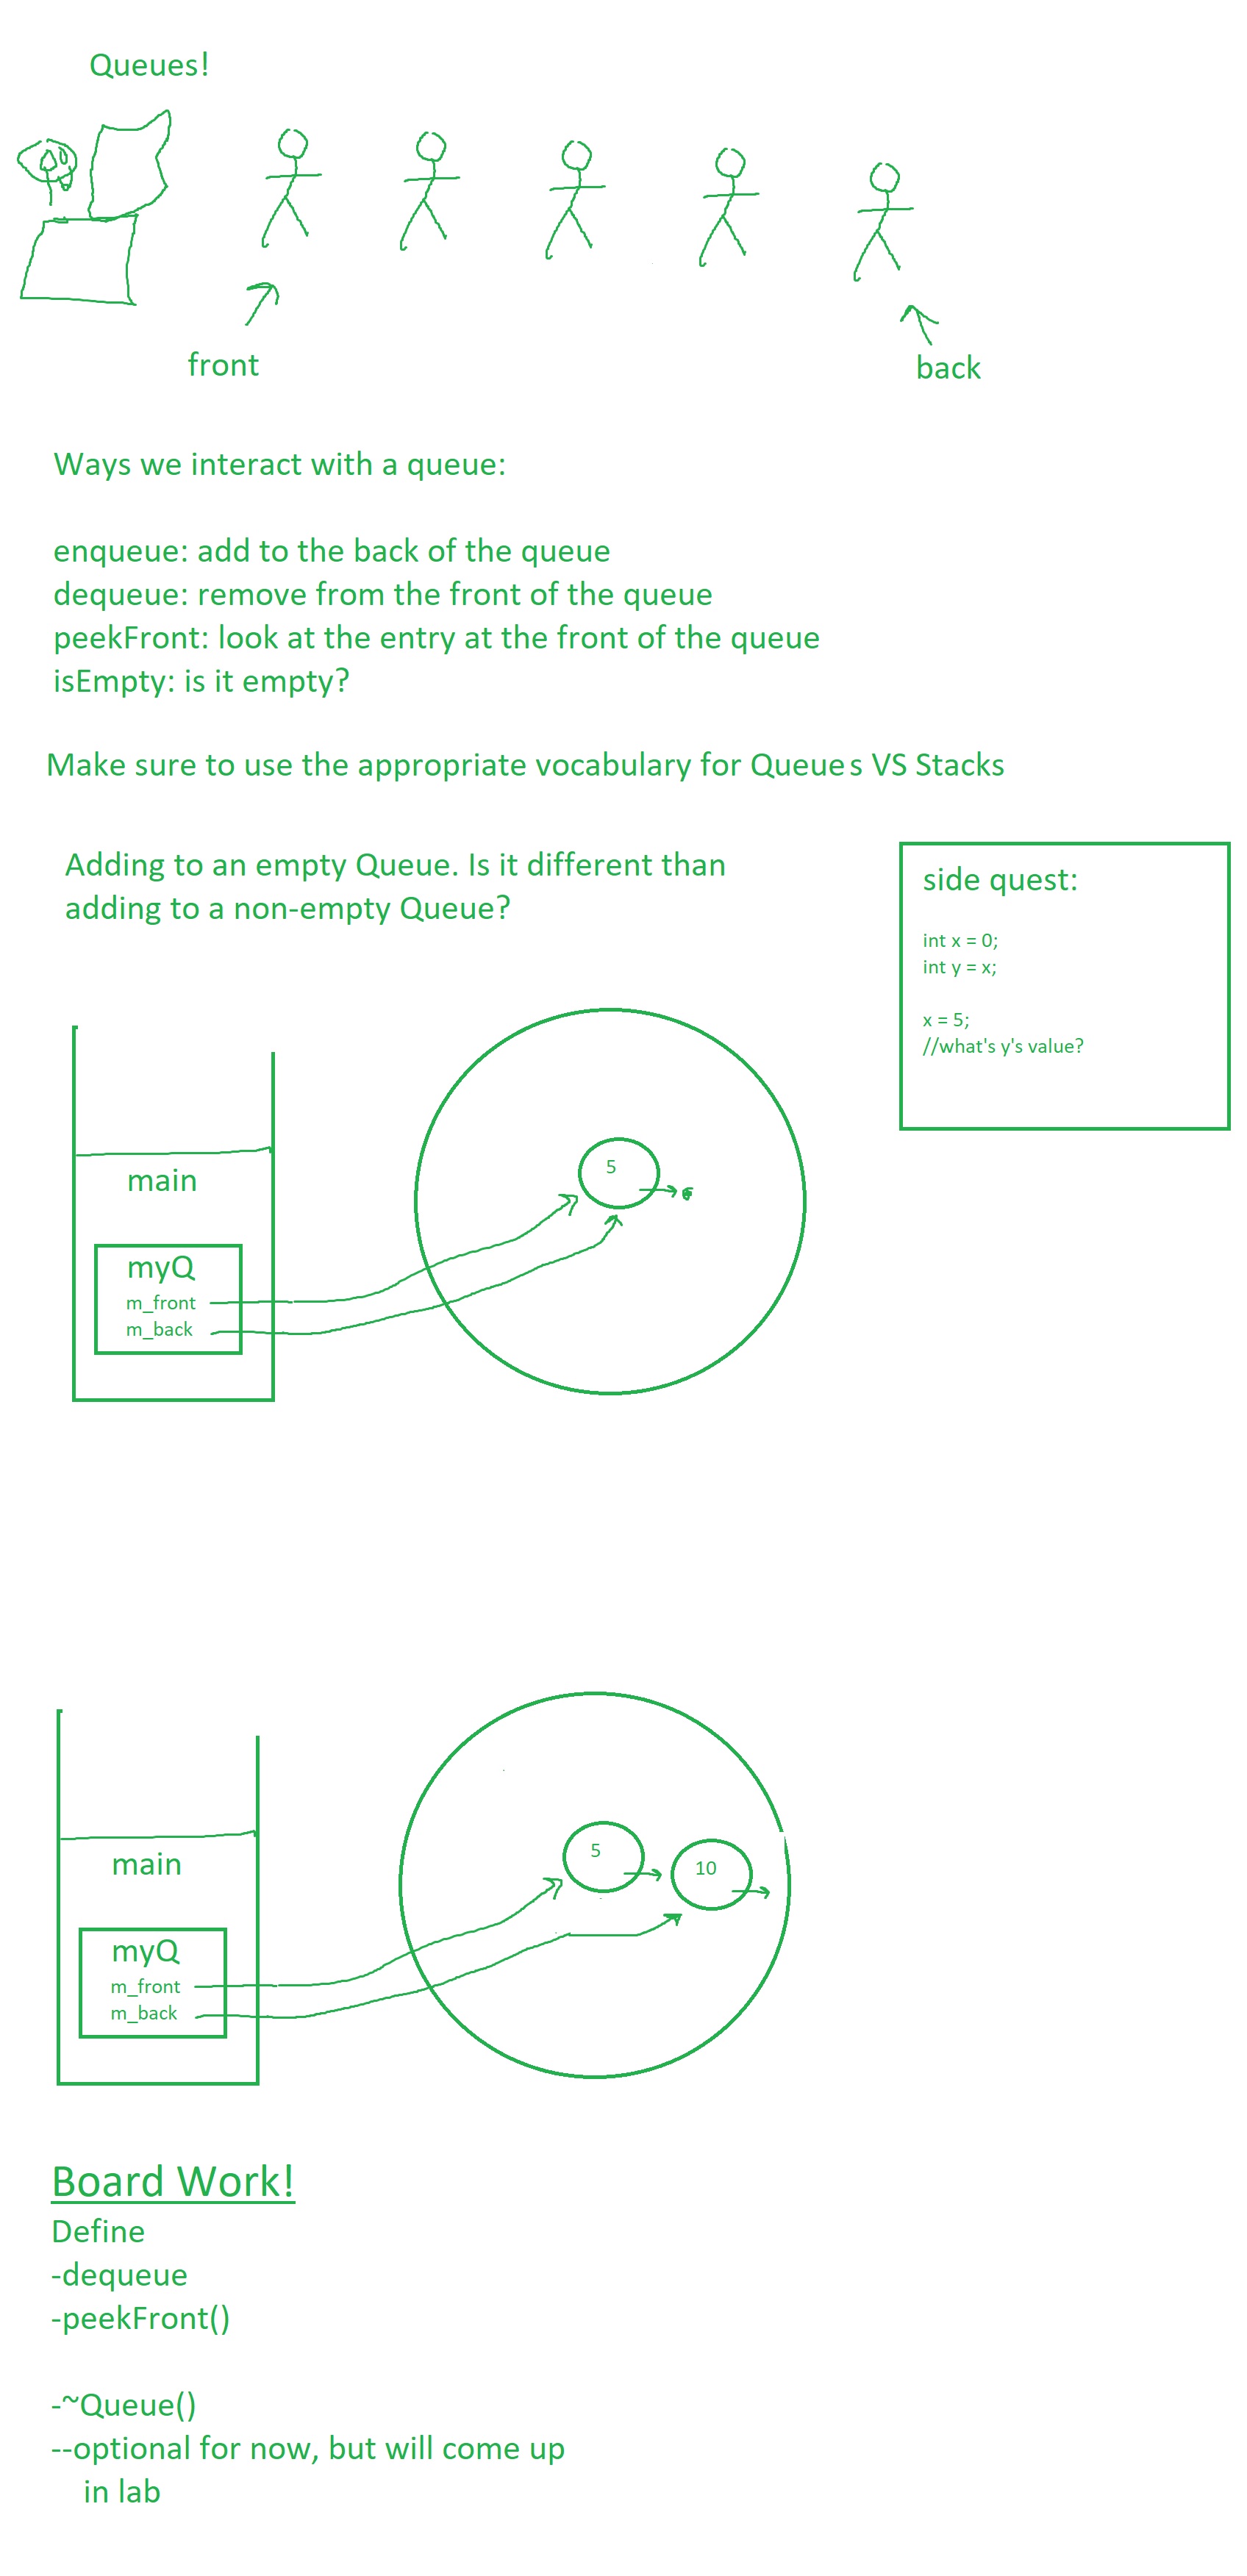 Queues!
front
back
Ways we interact with a queue:
enqueue: add to the back of the queue
dequeue: remove from the front of the queue
peekFront: look at the entry at the front of the queue
isEmpty: is it empty?
Make sure to use the appropriate vocabulary for Queues VS Stacks
Adding to an empty Queue. Is it different than
adding to a non-empty Queue?
side quest:
int x = 0;
int y = x;
x = 5;
//what's y's value?
5
main
myQ
m_front
m_back
5
10
main
myQ
m_front
m_back
Board Work!
Define
-dequeue
-peekFront()
-~Queue()
--optional for now, but will come up
in lab